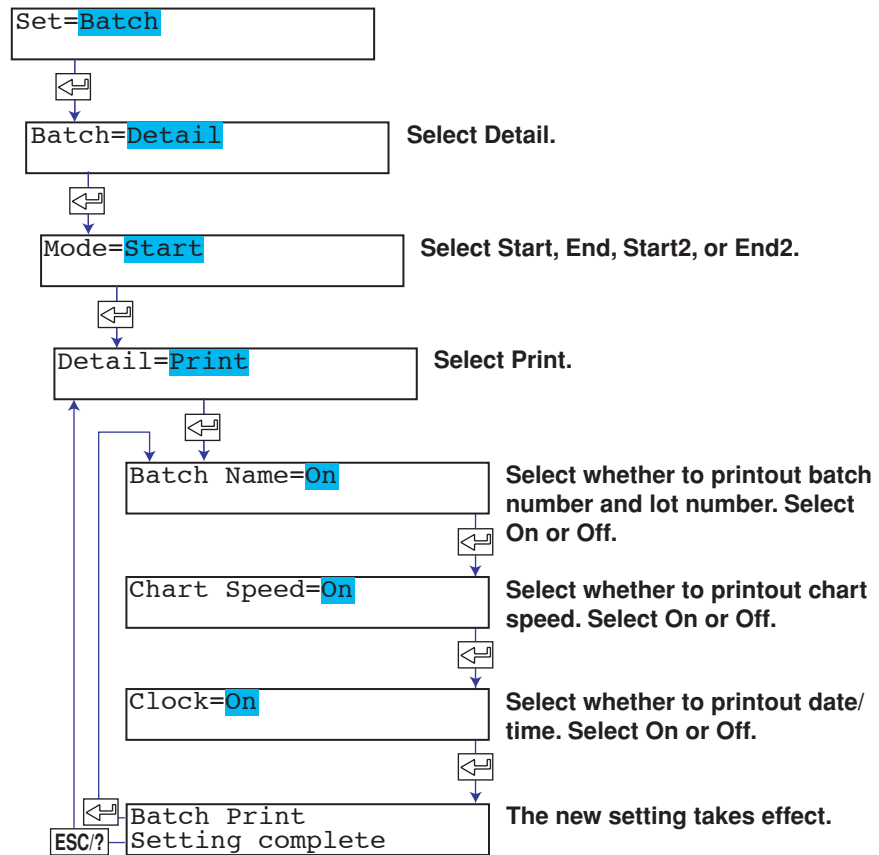 Set=Batch
Batch=Detail
Select Detail.
Mode=Start
Select Start, End, Start2, or End2.
Detail=Print
Select Print.
Batch Name=On
Select whether to printout batch
number and lot number. Select
On or Off.
Chart Speed=On
Select whether to printout chart
speed. Select On or Off.
Clock=On
Select whether to printout date/
time. Select On or Off.
Batch Print
Setting complete
The new setting takes effect.
ESC/?